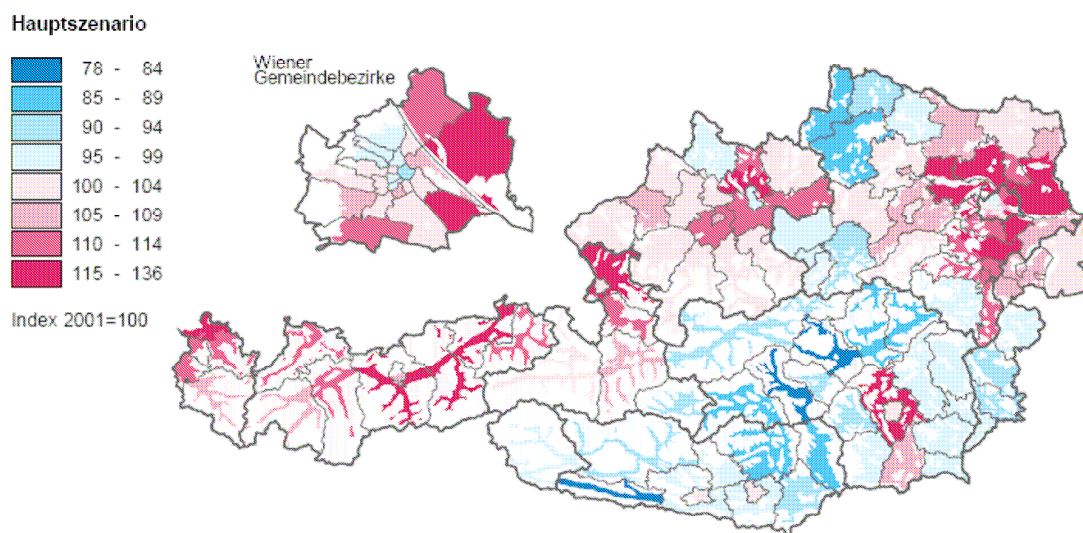 Hauptszenario
78 - 84
85 - 89
90 - 94
95 - 99
100 - 104
105 - 109
110 - 114
115 - 136
Index 2001=100
Wiener
Gemeindebezirke